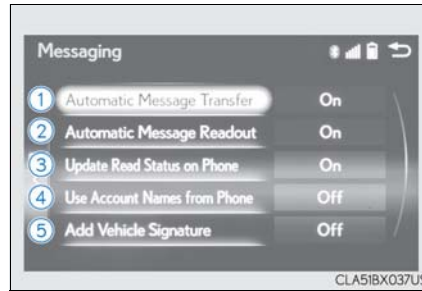 Messaging
1 Automatic Message Transfer On
2 Automatic Message Readout On
3 Update Read Status on Phone On
4 Use Account Names from Phone Off
5 Add Vehicle Signature Off
CLA51BX037US